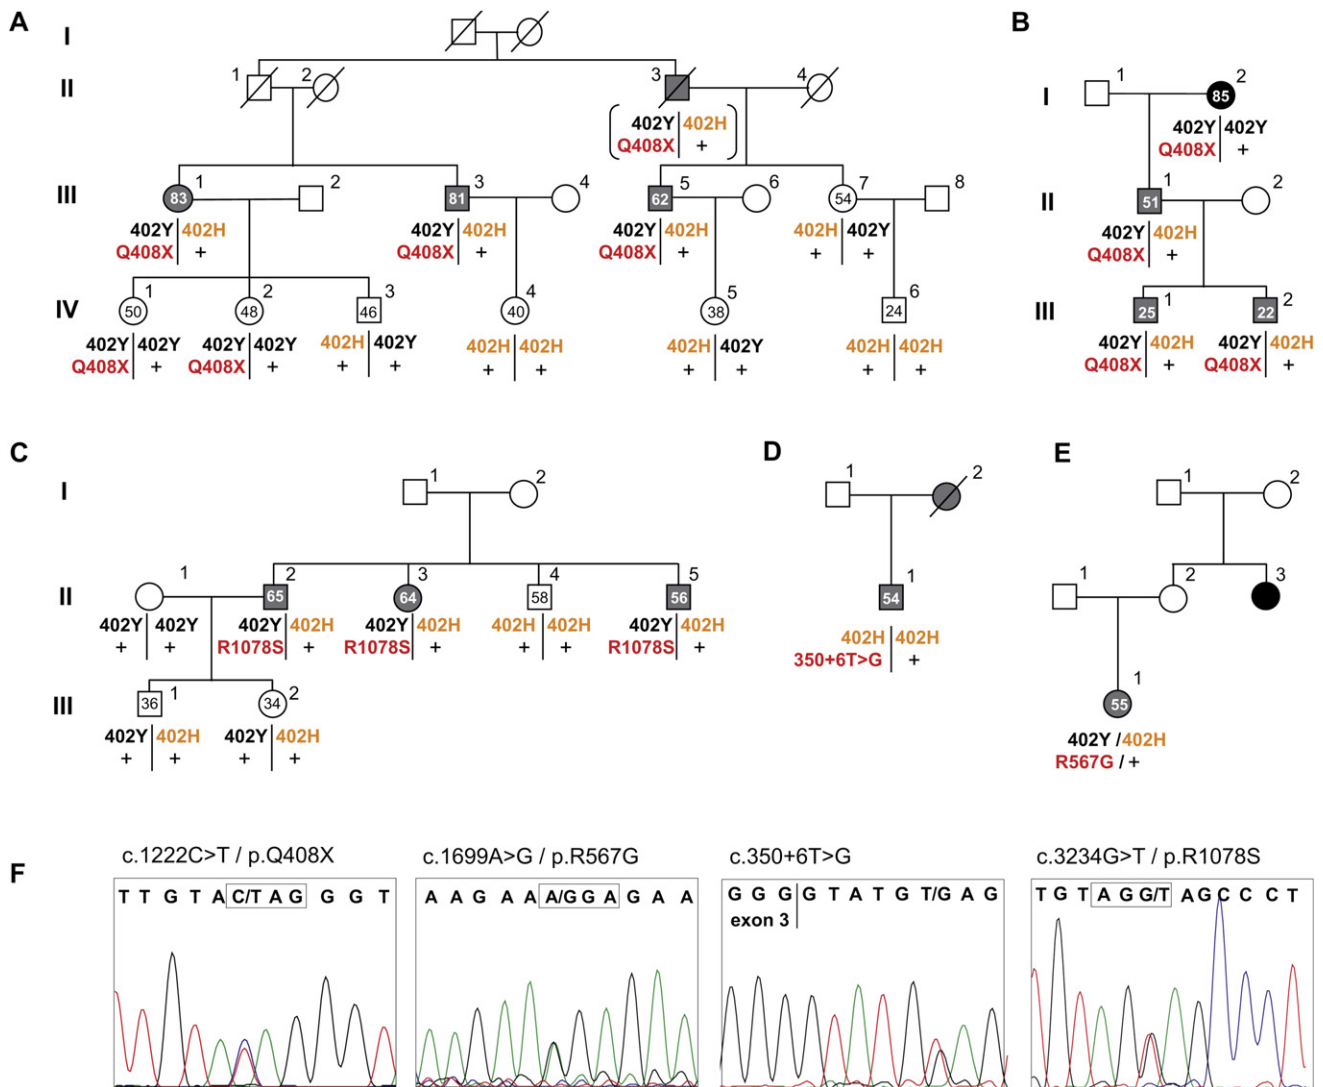 A
I
II
1
2
3
4
402Y 402H
Q408X +
III
83
1
2
81
3
4
62
5
6
54
7
8
402Y 402H
Q408X +
402Y 402H
Q408X +
402Y 402H
Q408X +
402H 402Y
+ +
IV
50
1
48
2
46
3
40
4
38
5
24
6
402Y 402Y
Q408X +
402Y 402Y
Q408X +
402H 402Y
+ +
402H 402H
+ +
402H 402Y
+ +
402H 402H
+ +
B
I
1
85
2
402Y 402Y
Q408X +
II
51
1
2
402Y 402H
Q408X +
III
25
1
22
2
402Y 402H
Q408X +
402Y 402H
Q408X +
C
I
1
2
II
1
65
2
64
3
58
4
56
5
402Y 402Y
+ +
402Y 402H
R1078S +
402Y 402H
R1078S +
402H 402H
+ +
402Y 402H
R1078S +
III
36
1
34
2
402Y 402H
+ +
402Y 402H
+ +
D
1
2
54
1
402H 402H
350+6T>G +
E
1
2
1
2
3
55
1
402Y /402H
R567G / +
F
c.1222C>T / p.Q408X
T T G T A C/T A G G G T
c.1699A>G / p.R567G
A A G A A A/G G A G A A
c.350+6T>G
G G G G T A T G T/G A G
exon 3
c.3234G>T / p.R1078S
T G T A G G/T A G C C C T